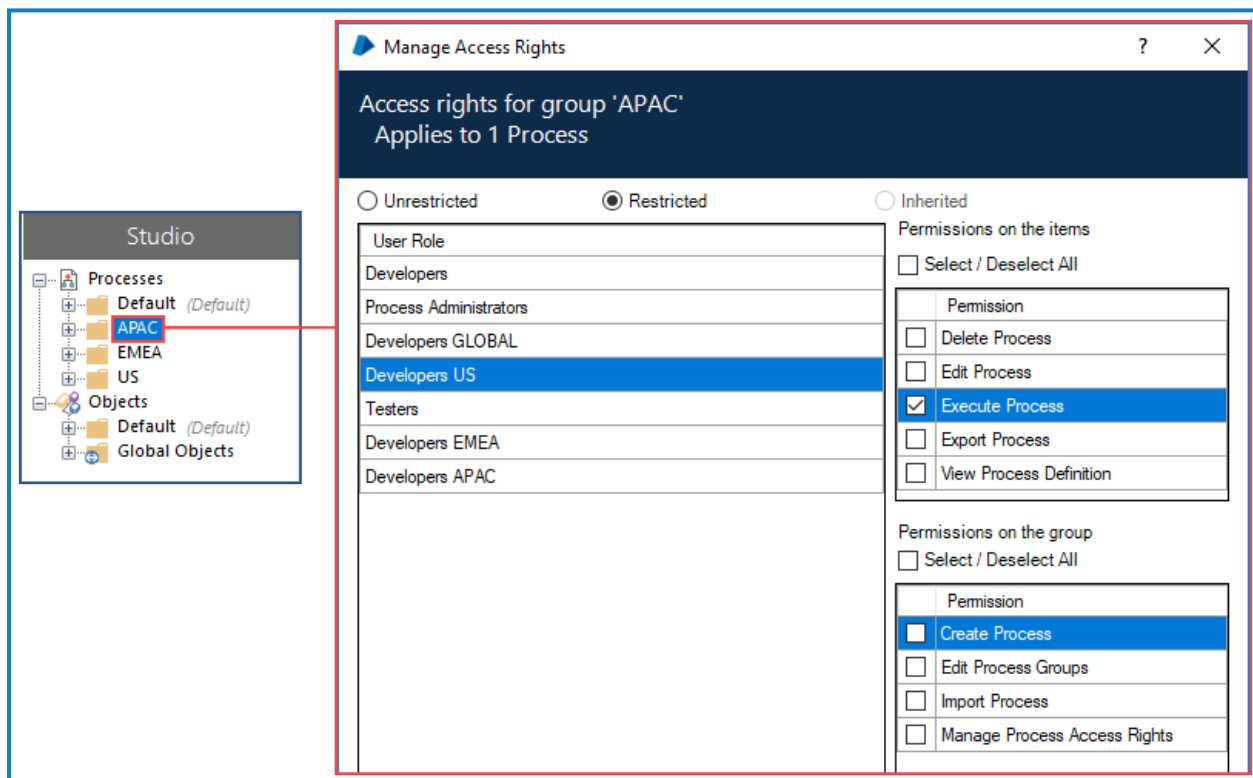 Studio
Processes
Default (Default)
APAC
EMEA
US
Objects
Default (Default)
Global Objects
Manage Access Rights
?
Access rights for group 'APAC'
Applies to 1 Process
Unrestricted
Restricted
Inherited
User Role
Developers
Process Administrators
Developers GLOBAL
Developers US
Testers
Developers EMEA
Developers APAC
Permissions on the items
Select / Deselect All
Permission
Delete Process
Edit Process
Execute Process
Export Process
View Process Definition
Permissions on the group
Select / Deselect All
Permission
Create Process
Edit Process Groups
Import Process
Manage Process Access Rights